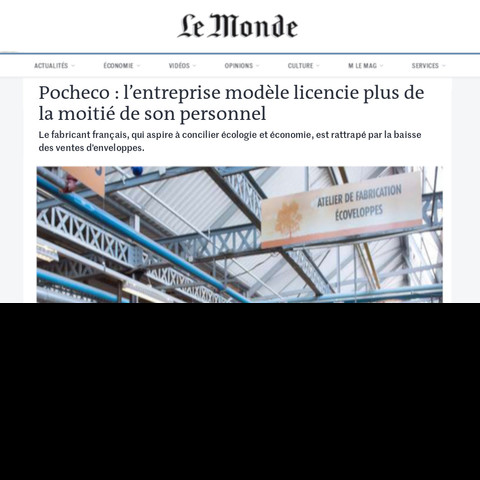 Le Monde
ACTUALITÉS ÉCONOMIE VIDÉOS OPINIONS CULTURE M LE MAG SERVICES
Pocheco : l’entreprise modèle licencie plus de
la moitié de son personnel
Le fabricant français, qui aspire à concilier écologie et économie, est rattrapé par la baisse
des ventes d'enveloppes.
ATELIER DE FABRICATION
ÉCOVELOPPES